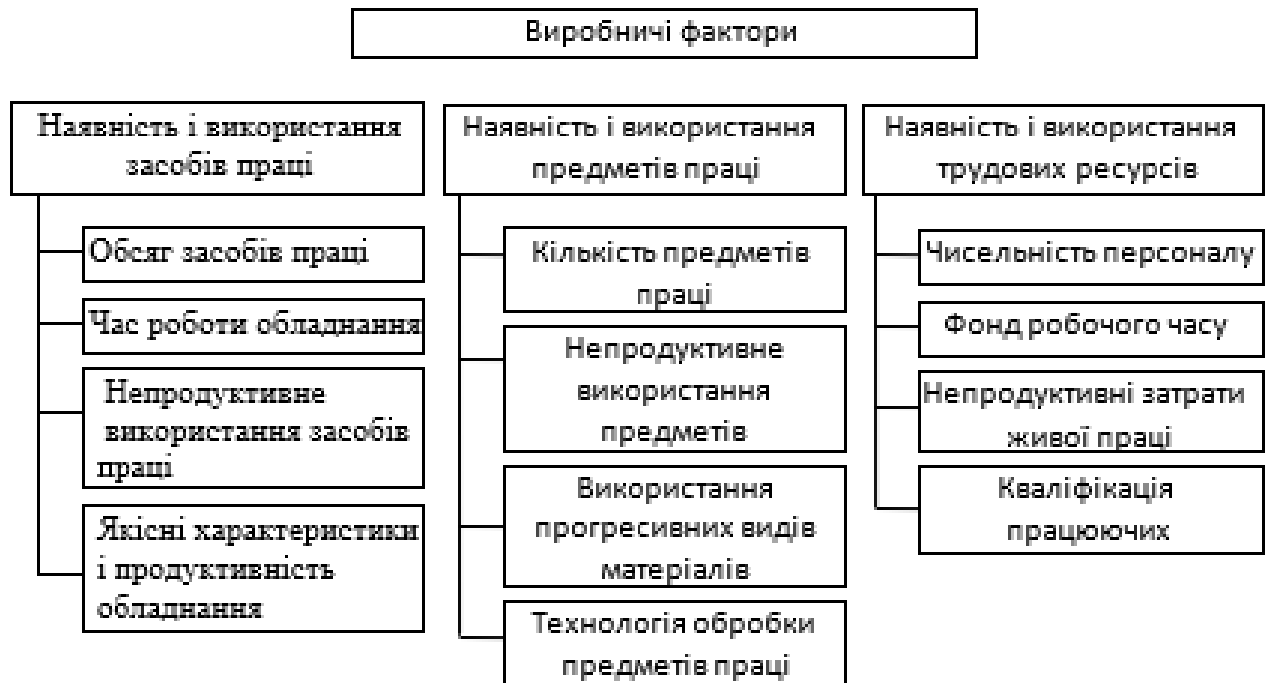 Виробничі фактори
Наявність і використання
засобів праці
Обсяг засобів праці
Час роботи обладнання
Непродуктивне
використання засобів
праці
Якісні характеристики
і продуктивність
обладнання
Наявність і використання
предметів праці
Кількість предметів
праці
Непродуктивне
використання
предметів
Використання
прогресивних видів
матеріалів
Технологія обробки
предметів праці
Наявність і використання
трудових ресурсів
Чисельність персоналу
Фонд робочого часу
Непродуктивні затрати
живої праці
Кваліфікація
працюючих